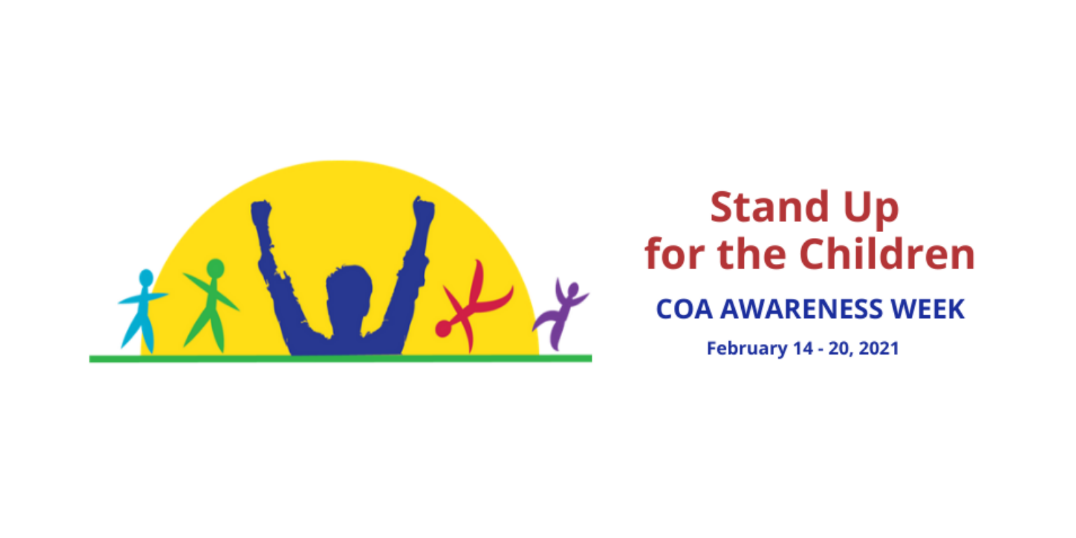 Stand Up
for the Children
COA AWARENESS WEEK
February 14 - 20, 2021